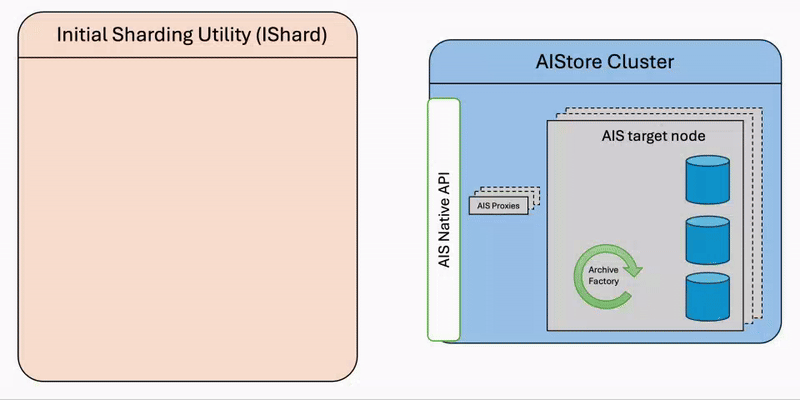 Initial Sharding Utility (IShard)
AIStore Cluster
AIS Native API
AIS Proxies
AIS target node
Archive
Factory